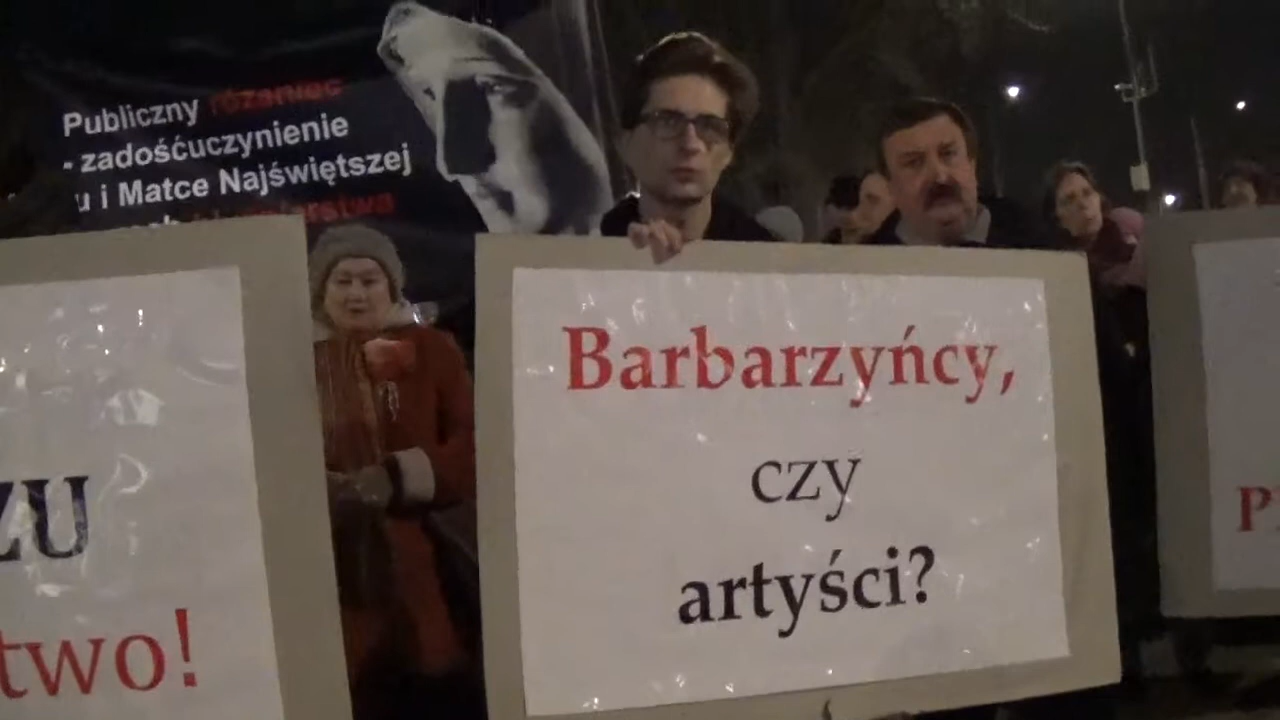 Publiczny różaniec
- zadośćuczynienie
u i Matce Najświętszej
ZU
two!
Barbarzyńcy,
czy
artyści?
P